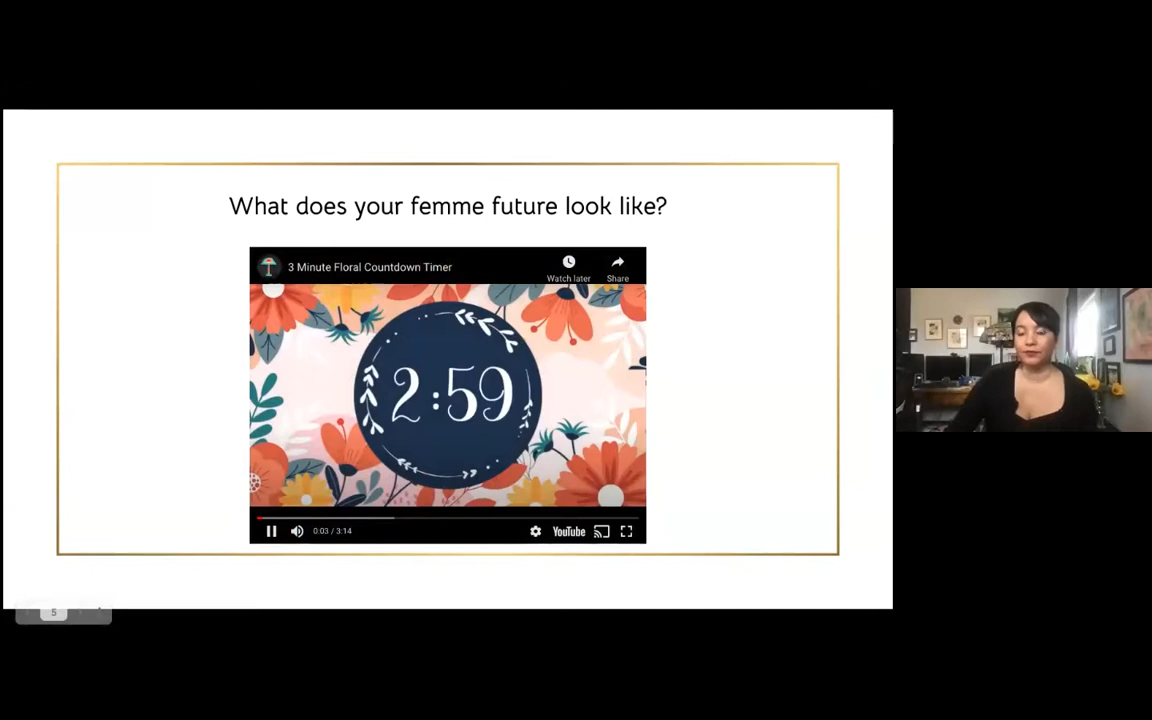 What does your femme future look like?
3 Minute Floral Countdown Timer
Watch later
Share
2:59
0:03 / 3:14
YouTube
5